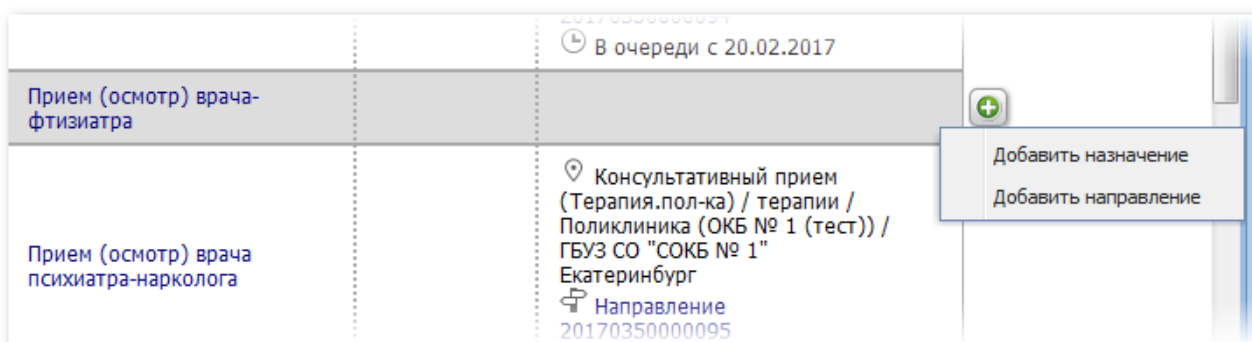 20170350000094
В очереди с 20.02.2017
Прием (осмотр) врача-
фтизиатра
Добавить назначение
Добавить направление
Прием (осмотр) врача
психиатра-нарколога
Консультативный прием
(Терапия.пол-ка) / терапии /
Поликлиника (ОКБ № 1 (тест)) /
ГБУЗ СО "СОКБ № 1"
Екатеринбург
Направление
20170350000095